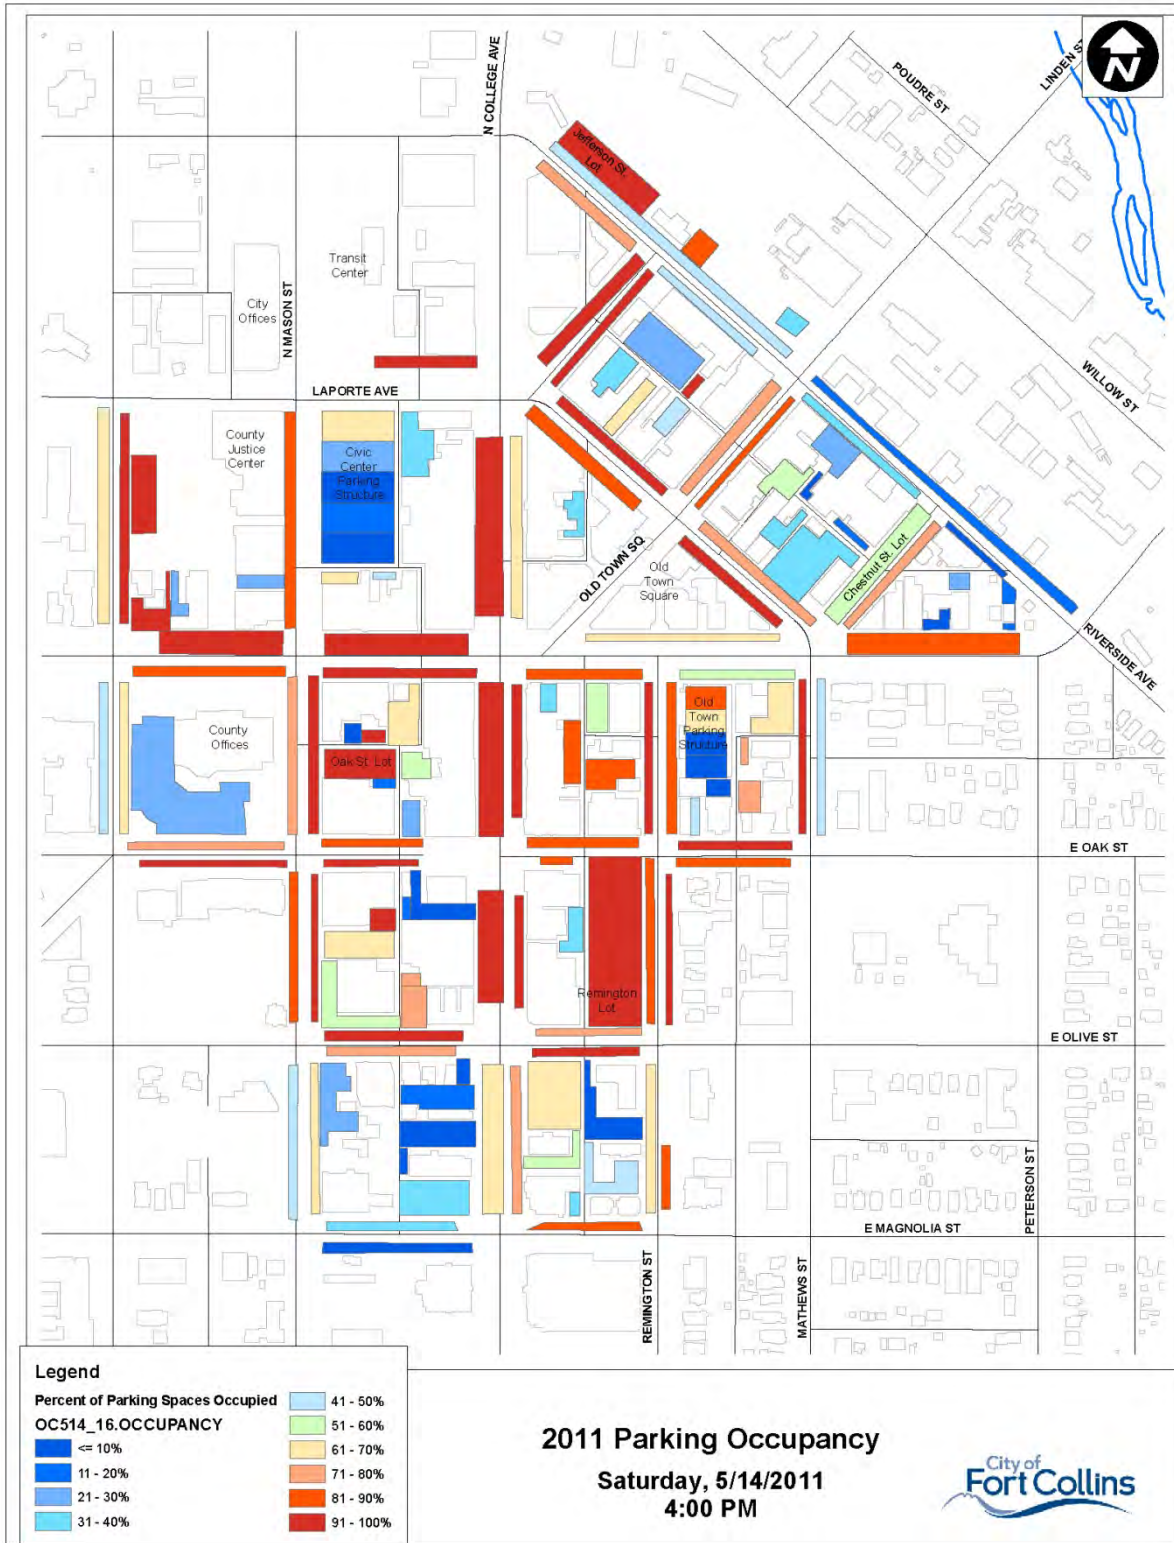 N COLLEGE AVE
POUDRE ST
LINDEN ST
N
Jefferson St.
Lot
Transit
Center
City
Offices
N MASON ST
WILLOW ST
LAPORTE AVE
County
Justice
Center
Civic
Center
Parking
Structure
OLD TOWN SQ
Old
Town
Square
Chestnut St. Lot
RIVERSIDE AVE
County
Offices
Oak St. Lot
Old
Town
Parking
Structure
E OAK ST
Remington
Lot
E OLIVE ST
PETERSON ST
E MAGNOLIA ST
REMINGTON ST
MATHEWS ST
Legend
Percent of Parking Spaces Occupied
OC514_16.OCCUPANCY
<= 10%
11 - 20%
21 - 30%
31 - 40%
41 - 50%
51 - 60%
61 - 70%
71 - 80%
81 - 90%
91 - 100%
2011 Parking Occupancy
Saturday, 5/14/2011
4:00 PM
City of
Fort Collins